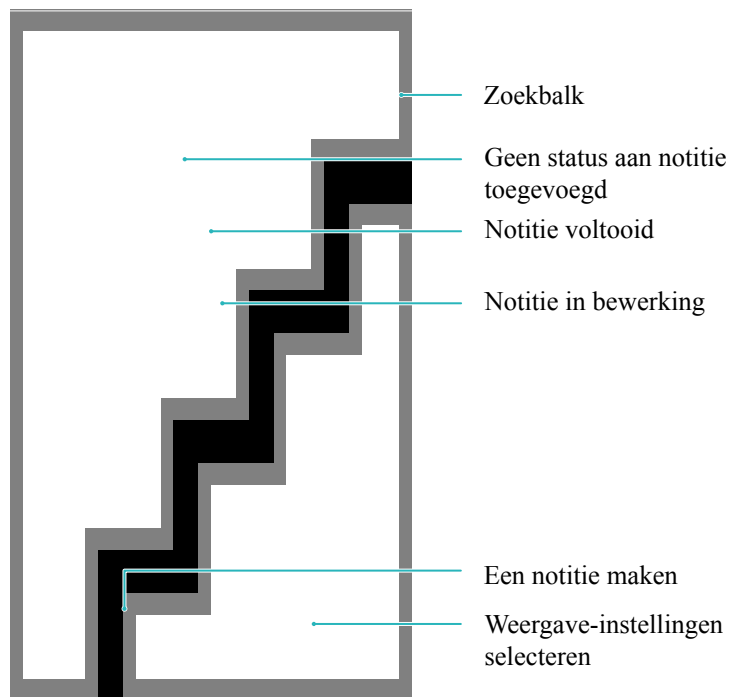 Zoekbalk
Geen status aan notitie
toegevoegd
Notitie voltooid
Notitie in bewerking
Een notitie maken
Weergave-instellingen
selecteren